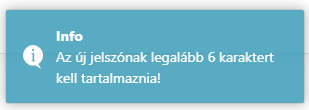 Info
Az új jelszónak legalább 6 karaktert
kell tartalmaznia!